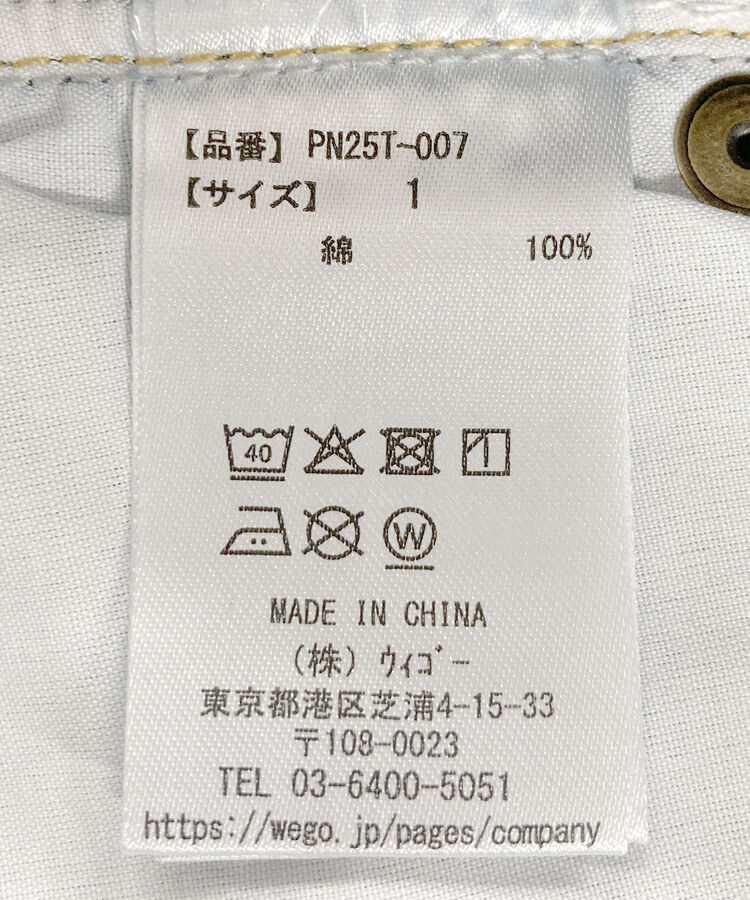 【品番】 PN25T-007
【サイズ】 1
綿 100%
40
W
MADE IN CHINA
(株) ウィゴー
東京都港区芝浦4-15-33
〒108-0023
TEL 03-6400-5051
https://wego.jp/pages/company